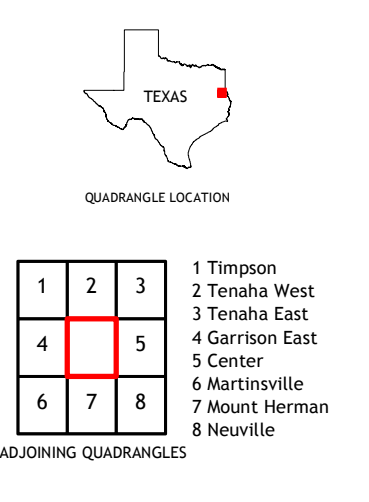 TEXAS
QUADRANGLE LOCATION
1 2 3
4 5
6 7 8
ADJOINING QUADRANGLES
1 Timpson
2 Tenaha West
3 Tenaha East
4 Garrison East
5 Center
6 Martinsville
7 Mount Herman
8 Neuville